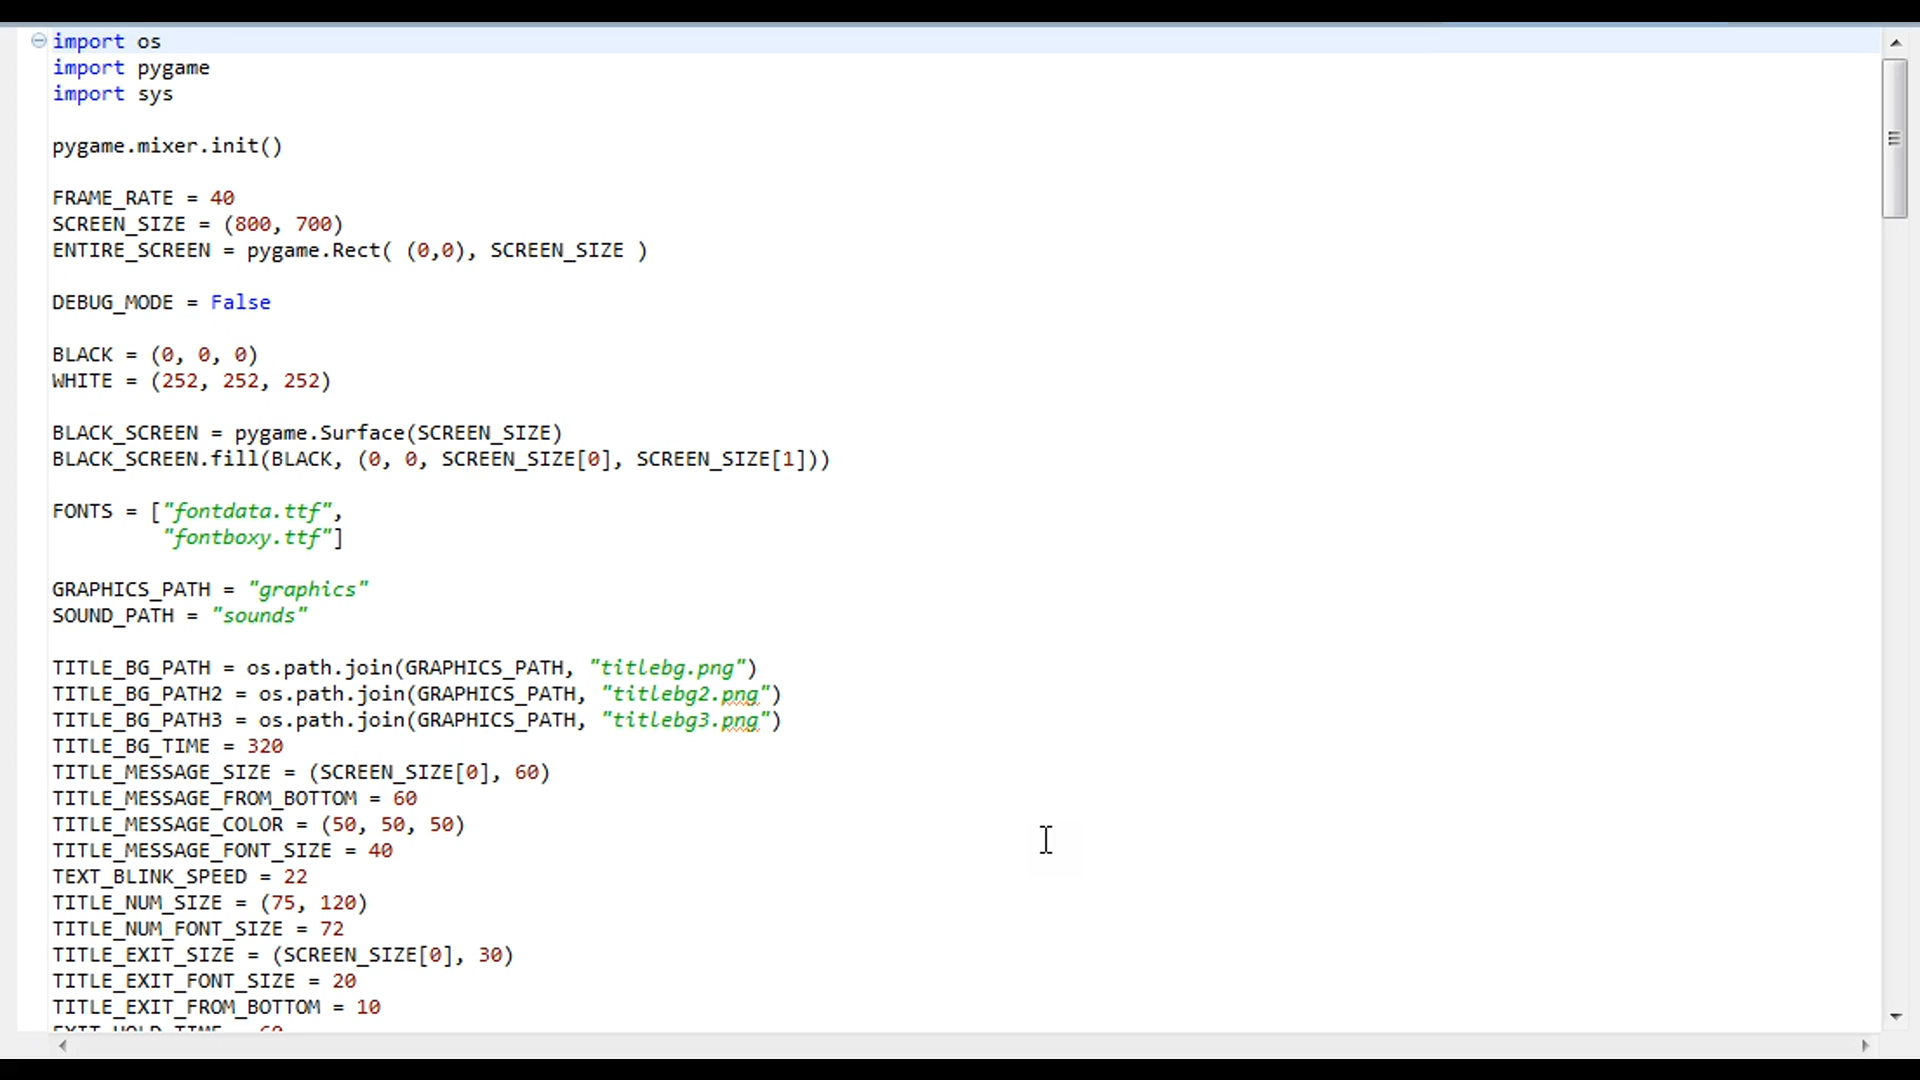 import os
import pygame
import sys
pygame.mixer.init()
FRAME_RATE = 40
SCREEN_SIZE = (800, 700)
ENTIRE_SCREEN = pygame.Rect( (0,0), SCREEN_SIZE )
DEBUG_MODE = False
BLACK = (0, 0, 0)
WHITE = (252, 252, 252)
BLACK_SCREEN = pygame.Surface(SCREEN_SIZE)
BLACK_SCREEN.fill(BLACK, (0, 0, SCREEN_SIZE[0], SCREEN_SIZE[1]))
FONTS = ["fontdata.ttf",
"fontboxy.ttf"]
GRAPHICS_PATH = "graphics"
SOUND_PATH = "sounds"
TITLE_BG_PATH = os.path.join(GRAPHICS_PATH, "titlebg.png")
TITLE_BG_PATH2 = os.path.join(GRAPHICS_PATH, "titlebg2.png")
TITLE_BG_PATH3 = os.path.join(GRAPHICS_PATH, "titlebg3.png")
TITLE_BG_TIME = 320
TITLE_MESSAGE_SIZE = (SCREEN_SIZE[0], 60)
TITLE_MESSAGE_FROM_BOTTOM = 60
TITLE_MESSAGE_COLOR = (50, 50, 50)
TITLE_MESSAGE_FONT_SIZE = 40
TEXT_BLINK_SPEED = 22
TITLE_NUM_SIZE = (75, 120)
TITLE_NUM_FONT_SIZE = 72
TITLE_EXIT_SIZE = (SCREEN_SIZE[0], 30)
TITLE_EXIT_FONT_SIZE = 20
TITLE_EXIT_FROM_BOTTOM = 10